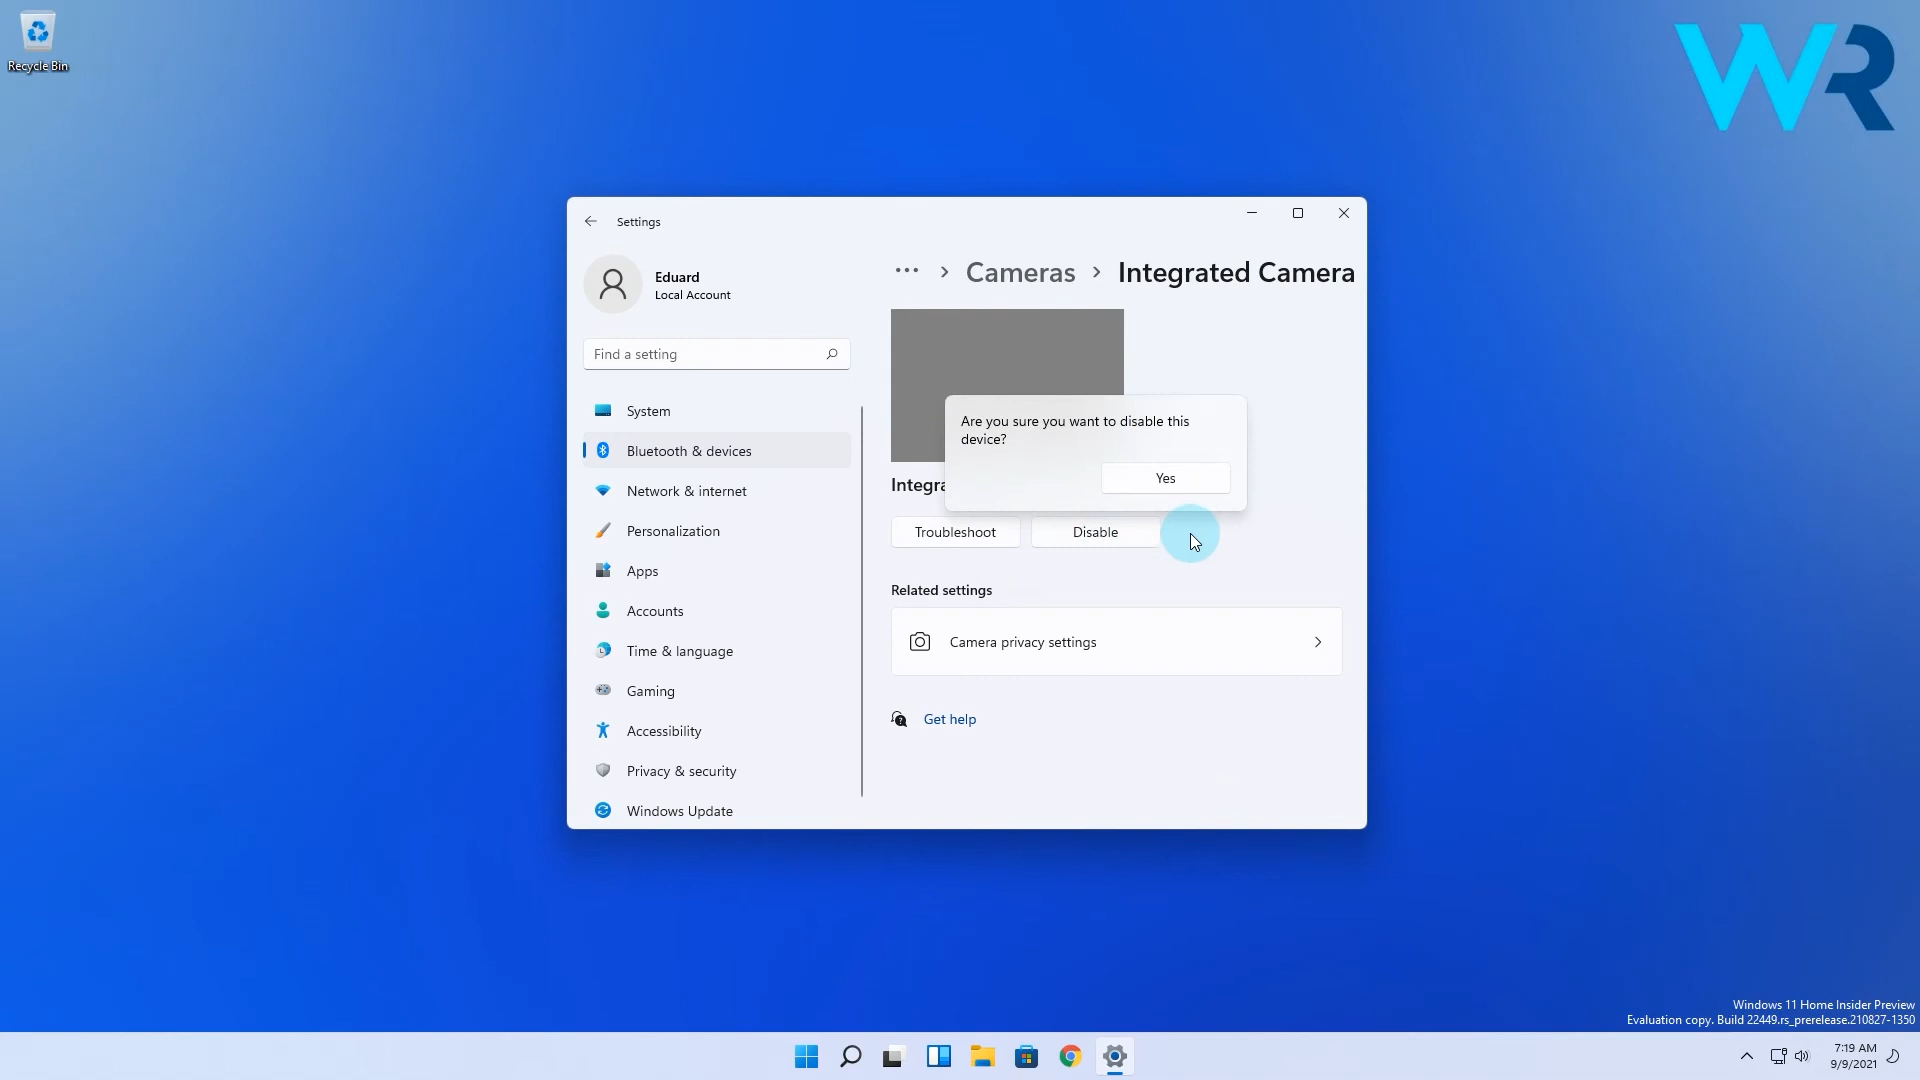 Recycle Bin
WR
Settings
Eduard
Local Account
Find a setting
System
Bluetooth & devices
Network & internet
Personalization
Apps
Accounts
Time & language
Gaming
Accessibility
Privacy & security
Windows Update
··· > Cameras > Integrated Camera
Are you sure you want to disable this
device?
Yes
Integra
Troubleshoot
Disable
Related settings
Camera privacy settings
Get help
Windows 11 Home Insider Preview
Evaluation copy. Build 22449.rs_prerelease.210827-1350
7:19 AM
9/9/2021